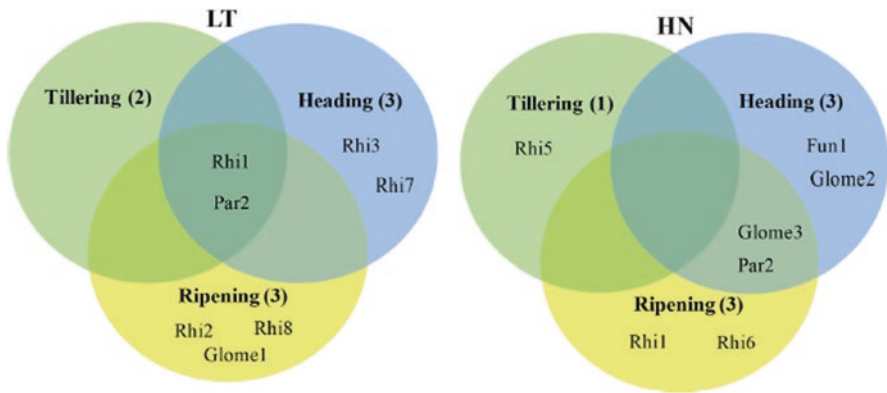 LT
Tillering (2)
Heading (3)
Rhi3
Rhi7
Rhi1
Par2
Ripening (3)
Rhi2
Rhi8
Glome1
HN
Tillering (1)
Rhi5
Heading (3)
Fun1
Glome2
Glome3
Par2
Ripening (3)
Rhi1
Rhi6